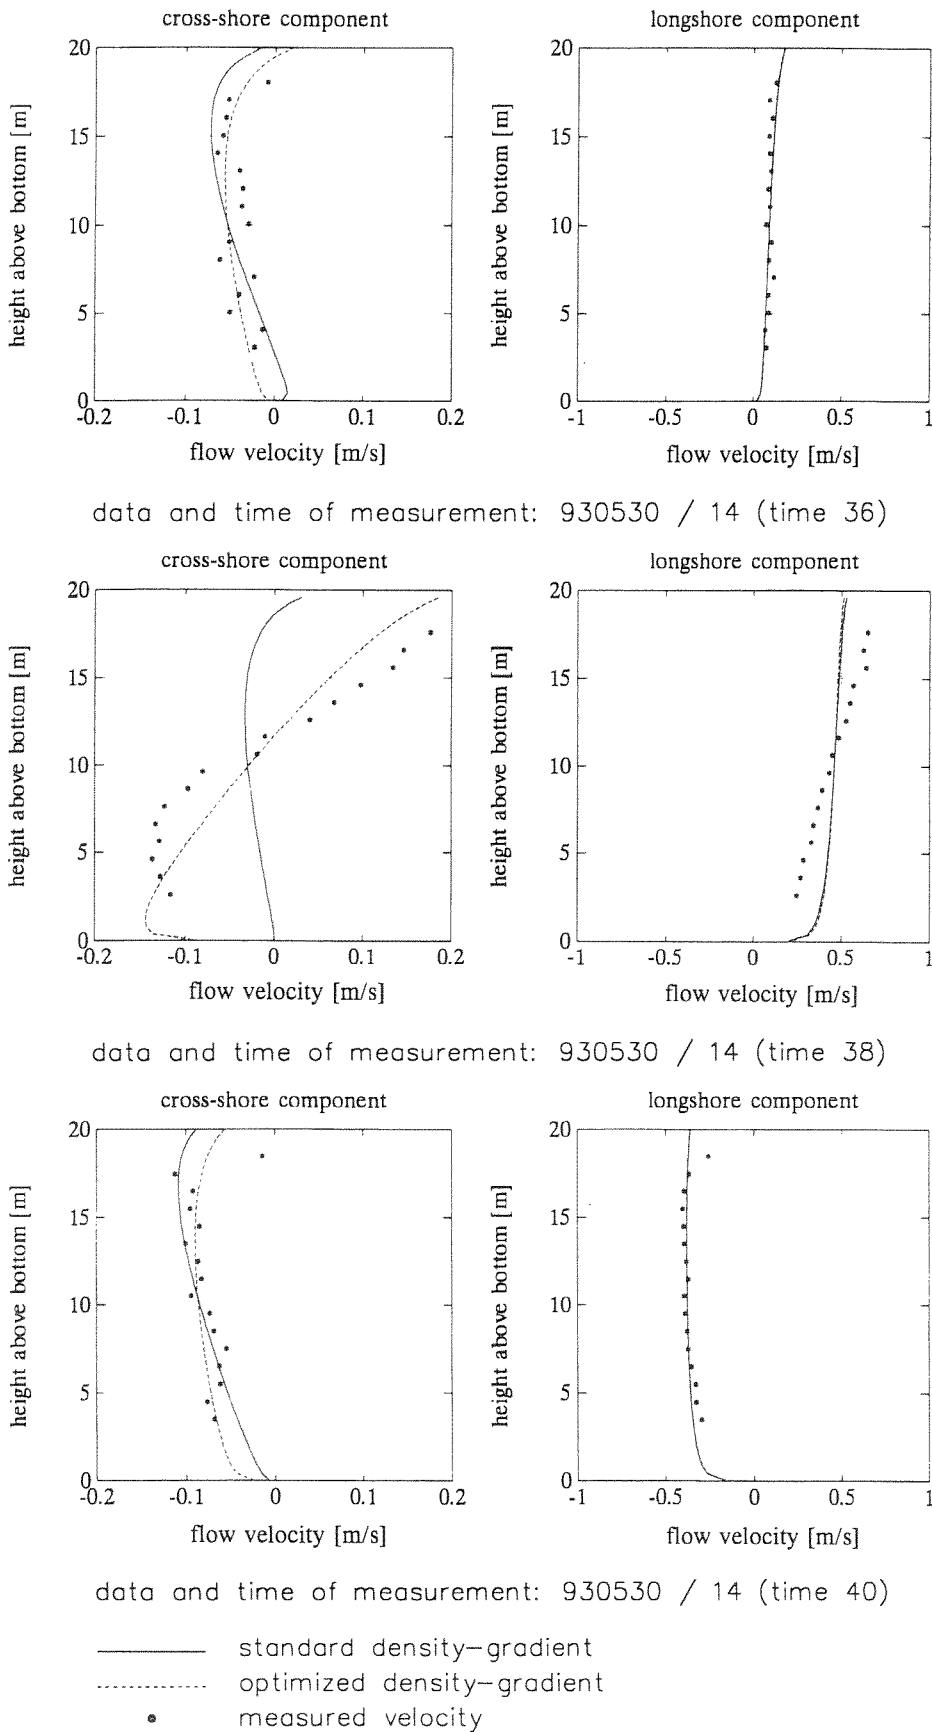 cross-shore component
longshore component
height above bottom [m]
20
15
10
5
0
-0.2 -0.1 0 0.1 0.2
flow velocity [m/s]
height above bottom [m]
20
15
10
5
0
-1 -0.5 0 0.5 1
flow velocity [m/s]
data and time of measurement: 930530 / 14 (time 36)
cross-shore component
longshore component
height above bottom [m]
20
15
10
5
0
-0.2 -0.1 0 0.1 0.2
flow velocity [m/s]
height above bottom [m]
20
15
10
5
0
-1 -0.5 0 0.5 1
flow velocity [m/s]
data and time of measurement: 930530 / 14 (time 38)
cross-shore component
longshore component
height above bottom [m]
20
15
10
5
0
-0.2 -0.1 0 0.1 0.2
flow velocity [m/s]
height above bottom [m]
20
15
10
5
0
-1 -0.5 0 0.5 1
flow velocity [m/s]
data and time of measurement: 930530 / 14 (time 40)
standard density-gradient
optimized density-gradient
measured velocity